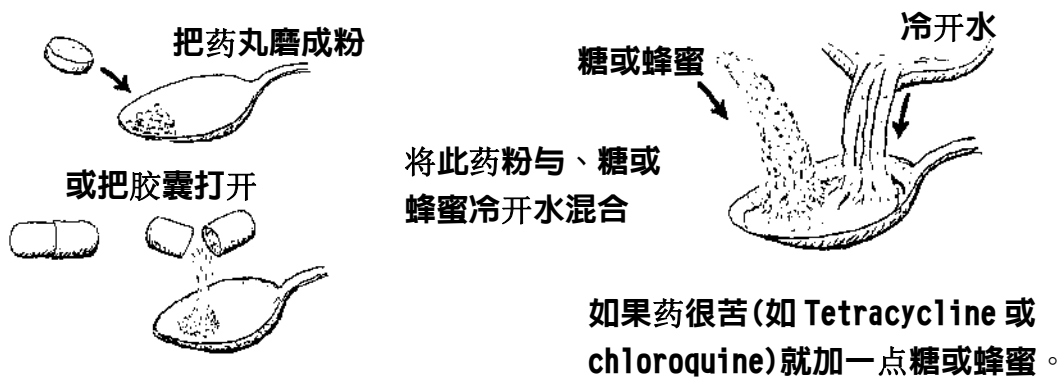 把药丸磨成粉
或把胶囊打开
将此药粉与、糖或
蜂蜜冷开水混合
糖或蜂蜜
冷开水
如果药很苦(如 Tetracycline 或
chloroquine)就加一点糖或蜂蜜。